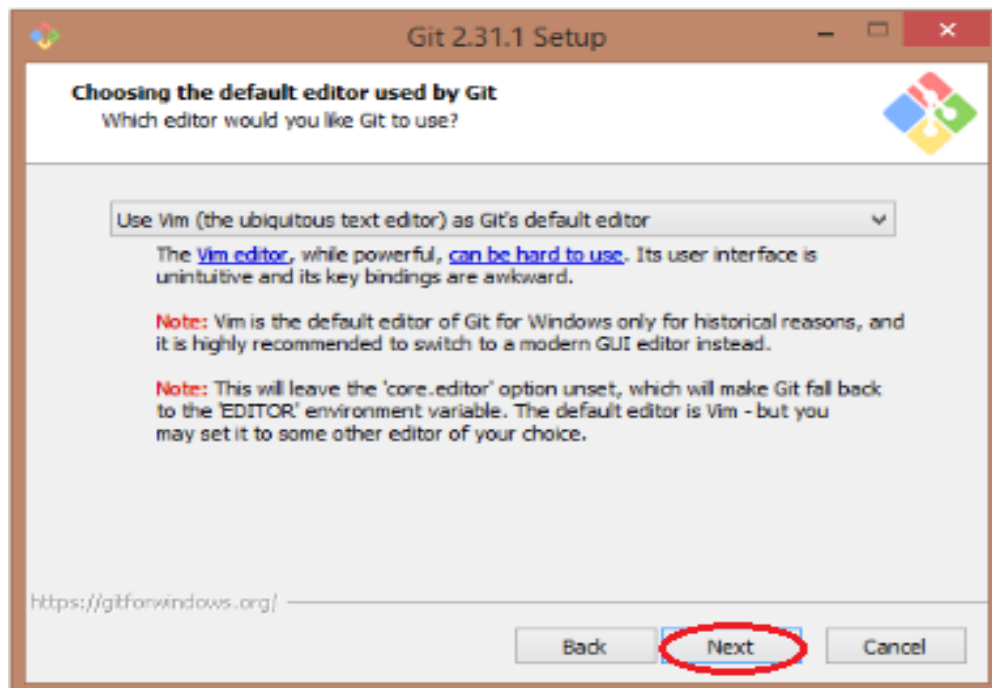 Git 2.31.1 Setup
Choosing the default editor used by Git
Which editor would you like Git to use?
Use Vim (the ubiquitous text editor) as Git's default editor
The Vim editor, while powerful, can be hard to use. Its user interface is
unintuitive and its key bindings are awkward.
Note: Vim is the default editor of Git for Windows only for historical reasons, and
it is highly recommended to switch to a modern GUI editor instead.
Note: This will leave the 'core.editor' option unset, which will make Git fall back
to the 'EDITOR' environment variable. The default editor is Vim - but you
may set it to some other editor of your choice.
https://gitforwindows.org/
Back Next Cancel